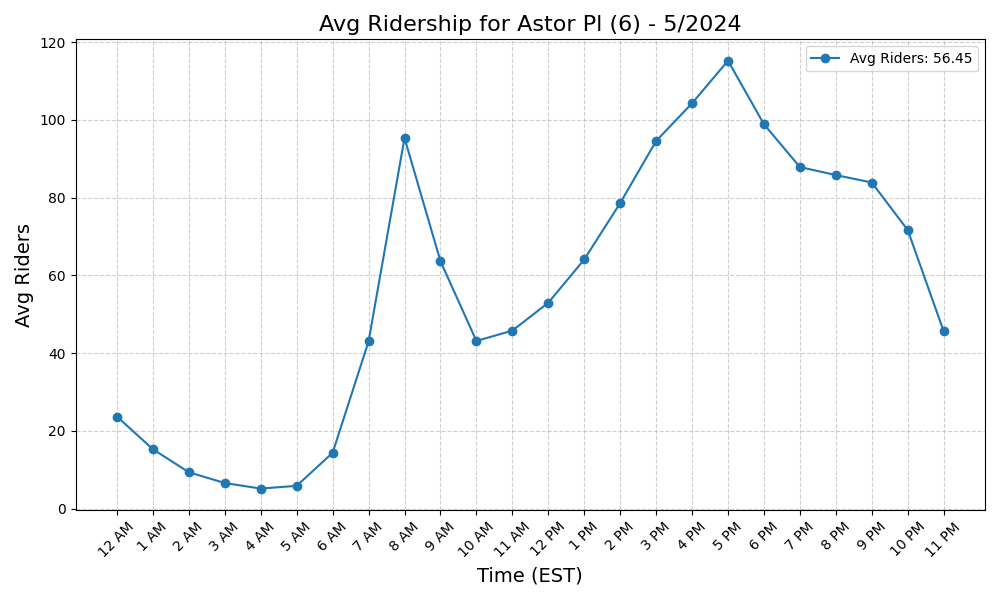 Avg Ridership for Astor Pl (6) - 5/2024
Avg Riders: 56.45
Avg Riders
120
100
80
60
40
20
0
12 AM
1 AM
2 AM
3 AM
4 AM
5 AM
6 AM
7 AM
8 AM
9 AM
10 AM
11 AM
12 PM
1 PM
2 PM
3 PM
4 PM
5 PM
6 PM
7 PM
8 PM
9 PM
10 PM
11 PM
Time (EST)